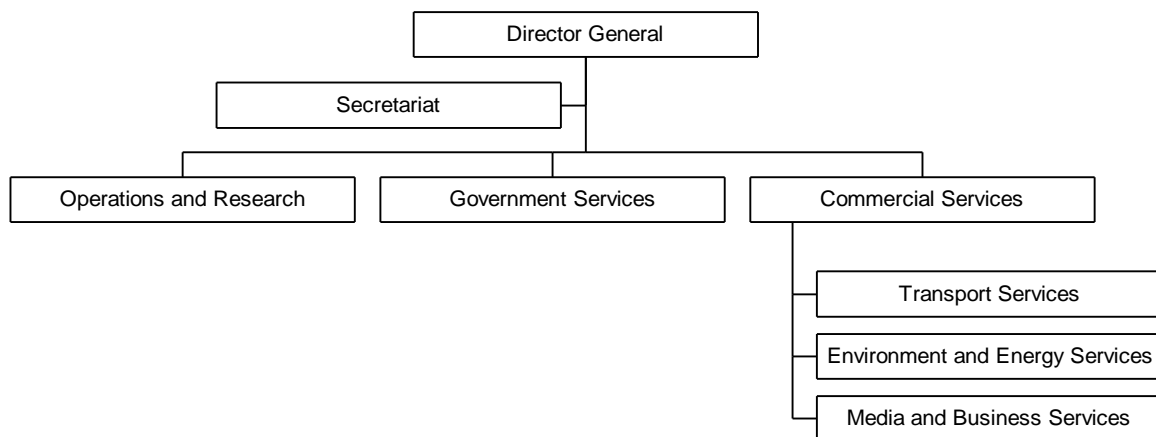 Director General
Secretariat
Operations and Research
Government Services
Commercial Services
Transport Services
Environment and Energy Services
Media and Business Services